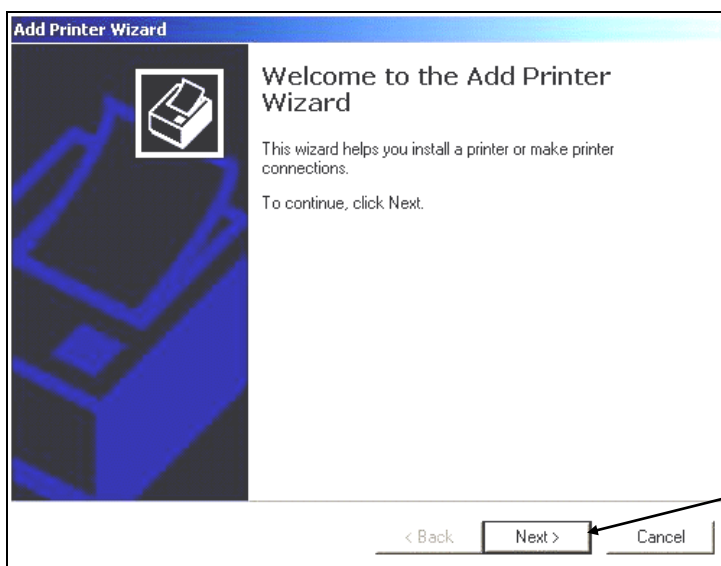 Add Printer Wizard
Welcome to the Add Printer
Wizard
This wizard helps you install a printer or make printer
connections.
To continue, click Next.
< Back
Next >
Cancel